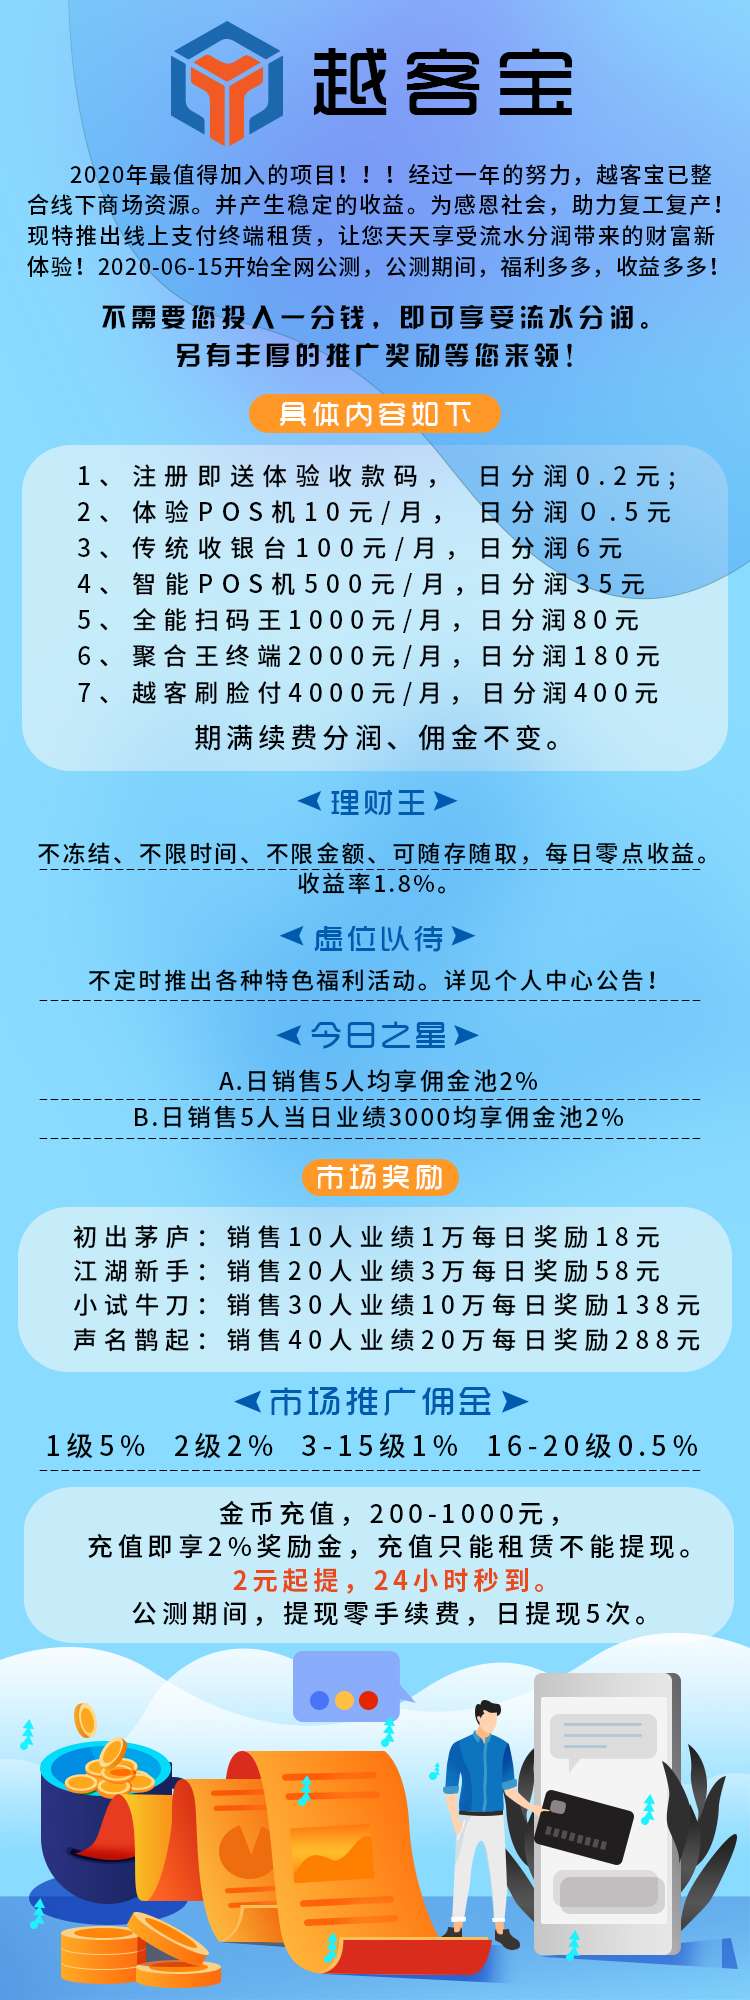 越客宝
2020年最值得加入的项目！！！经过一年的努力，越客宝已整
合线下商场资源。并产生稳定的收益。为感恩社会，助力复工复产！
现特推出线上支付终端租赁，让您天天享受流水分润带来的财富新
体验！2020-06-15开始全网公测，公测期间，福利多多，收益多多！
不需要您投入一分钱，即可享受流水分润。
另有丰厚的推广奖励等您来领！
具体内容如下
1、注册即送体验收款码， 日分润0.2元；
2、体验POS机10元/月， 日分润０.5元
3、传统收银台100元/月，日分润6元
4、智能POS机500元/月，日分润35元
5、全能扫码王1000元/月，日分润80元
6、聚合王终端2000元/月，日分润180元
7、越客刷脸付4000元/月，日分润400元
期满续费分润、佣金不变。
理财王
不冻结、不限时间、不限金额、可随存随取，每日零点收益。
收益率1.8%。
虚位以待
不定时推出各种特色福利活动。详见个人中心公告！
今日之星
A.日销售5人均享佣金池2%
B.日销售5人当日业绩3000均享佣金池2%
市场奖励
初出茅庐：销售10人业绩1万每日奖励18元
江湖新手：销售20人业绩3万每日奖励58元
小试牛刀：销售30人业绩10万每日奖励138元
声名鹊起：销售40人业绩20万每日奖励288元
市场推广佣金
1级5% 2级2% 3-15级1% 16-20级0.5%
金币充值，200-1000元，
充值即享2%奖励金，充值只能租赁不能提现。
2元起提，24小时秒到。
公测期间，提现零手续费，日提现5次。